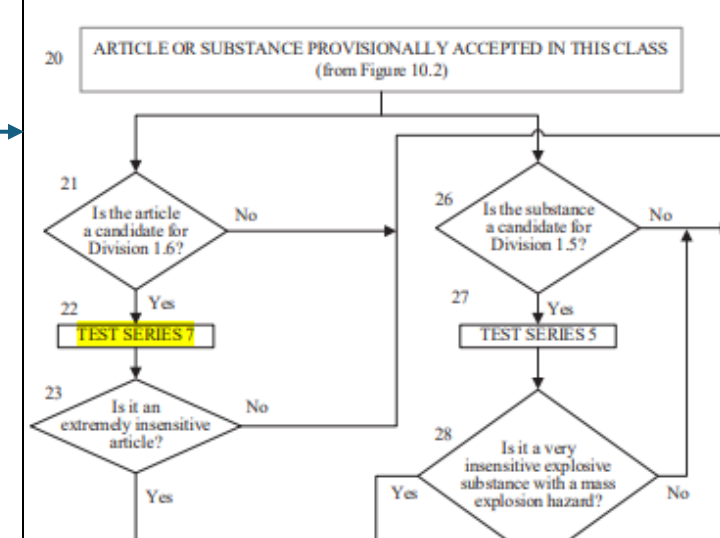 20
ARTICLE OR SUBSTANCE PROVISIONALLY ACCEPTED IN THIS CLASS
(from Figure 10.2)
21
Is the article
a candidate for
Division 1.6?
No
Yes
22
TEST SERIES 7
23
Is it an
extremely insensitive
article?
No
Yes
26
Is the substance
a candidate for
Division 1.5?
No
27
Yes
TEST SERIES 5
28
Is it a very
insensitive explosive
substance with a mass
explosion hazard?
Yes
No